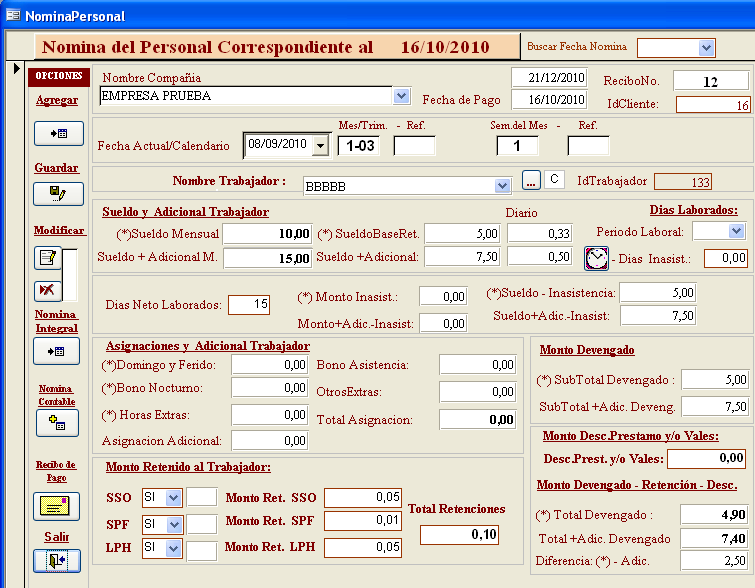 NominaPersonal
Nomina del Personal Correspondiente al 16/10/2010
Buscar Fecha Nomina
OPCIONES
Agregar
Guardar
Modificar
Nomina
Integral
Nomina
Contable
Recibo de
Pago
Salir
Nombre Compañia
EMPRESA PRUEBA
Fecha de Pago
21/12/2010
16/10/2010
ReciboNo. 12
IdCliente: 16
Fecha Actual/Calendario 08/09/2010
Mes/Trim. - Ref.
1-03
Sem.del Mes - Ref.
1
Nombre Trabajador : BBBBB ... C IdTrabajador 133
Sueldo y Adicional Trabajador
Diario
Dias Laborados:
(*)Sueldo Mensual 10,00 (*) SueldoBaseRet. 5,00 0,33 Periodo Laboral:
Sueldo + Adicional M. 15,00 Sueldo +Adicional: 7,50 0,50 - Dias Inasist.: 0,00
Dias Neto Laborados: 15
(*) Monto Inasist.: 0,00 (*)Sueldo - Inasistencia: 5,00
Monto+Adic.-Inasist: 0,00 Sueldo+Adic.-Inasist: 7,50
Asignaciones y Adicional Trabajador
(*)Domingo y Ferido: 0,00 Bono Asistencia: 0,00
(*)Bono Nocturno: 0,00 OtrosExtras: 0,00
(*) Horas Extras: 0,00 Total Asignacion: 0,00
Asignacion Adicional: 0,00
Monto Devengado
(*) SubTotal Devengado : 5,00
SubTotal +Adic. Deveng. 7,50
Monto Desc.Prestamo y/o Vales:
Desc.Prest. y/o Vales: 0,00
Monto Retenido al Trabajador:
SSO SI Monto Ret. SSO 0,05
SPF SI Monto Ret. SPF 0,01
LPH SI Monto Ret. LPH 0,05
Total Retenciones
0,10
Monto Devengado - Retención - Desc.
(*) Total Devengado : 4,90
Total +Adic. Devengado 7,40
Diferencia: (*) - Adic. 2,50